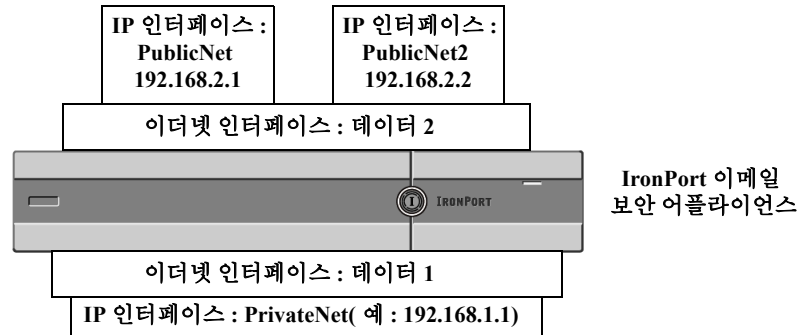 IP 인터페이스 :
PublicNet
192.168.2.1
IP 인터페이스 :
PublicNet2
192.168.2.2
이더넷 인터페이스 : 데이터 2
IRONPORT
IronPort 이메일
보안 어플라이언스
이더넷 인터페이스 : 데이터 1
IP 인터페이스 : PrivateNet( 예 : 192.168.1.1)